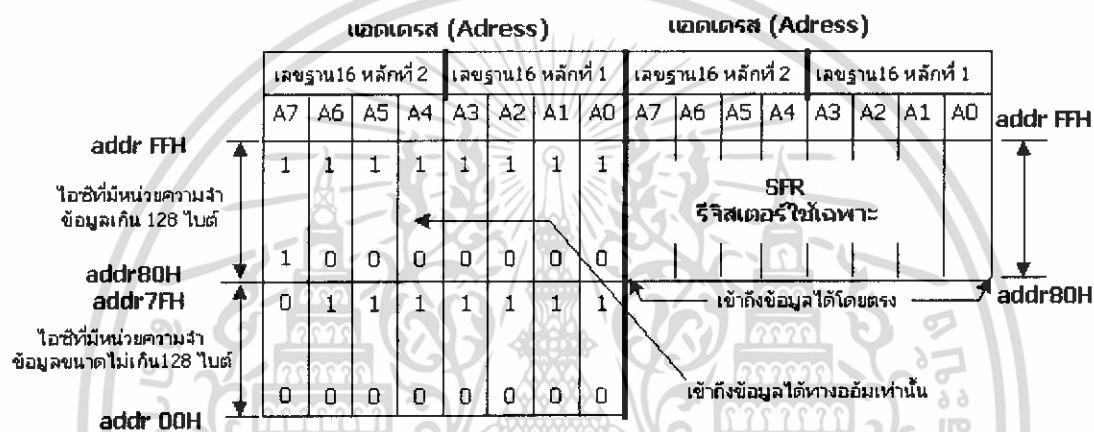 แอดเดรส (Adress) แอดเดรส (Adress)
เลขฐาน16 หลักที่ 2 เลขฐาน16 หลักที่ 1 เลขฐาน16 หลักที่ 2 เลขฐาน16 หลักที่ 1
A7 A6 A5 A4 A3 A2 A1 A0 A7 A6 A5 A4 A3 A2 A1 A0
addr FFH addr FFH
1 1 1 1 1 1 1 1
ไอซีที่มีหน่วยความจำ
ข้อมูลเกิน 128 ไบต์
SFR
รีจิสเตอร์ใช้เฉพาะ
1 0 0 0 0 0 0 0
addr80H
addr7FH
0 1 1 1 1 1 1 1
เข้าถึงข้อมูลได้โดยตรง
addr80H
ไอซีที่มีหน่วยความจำ
ข้อมูลขนาดไม่เกิน128 ไบต์
เข้าถึงข้อมูลได้ทางอ้อมเท่านั้น
0 0 0 0 0 0 0 0
addr 00H